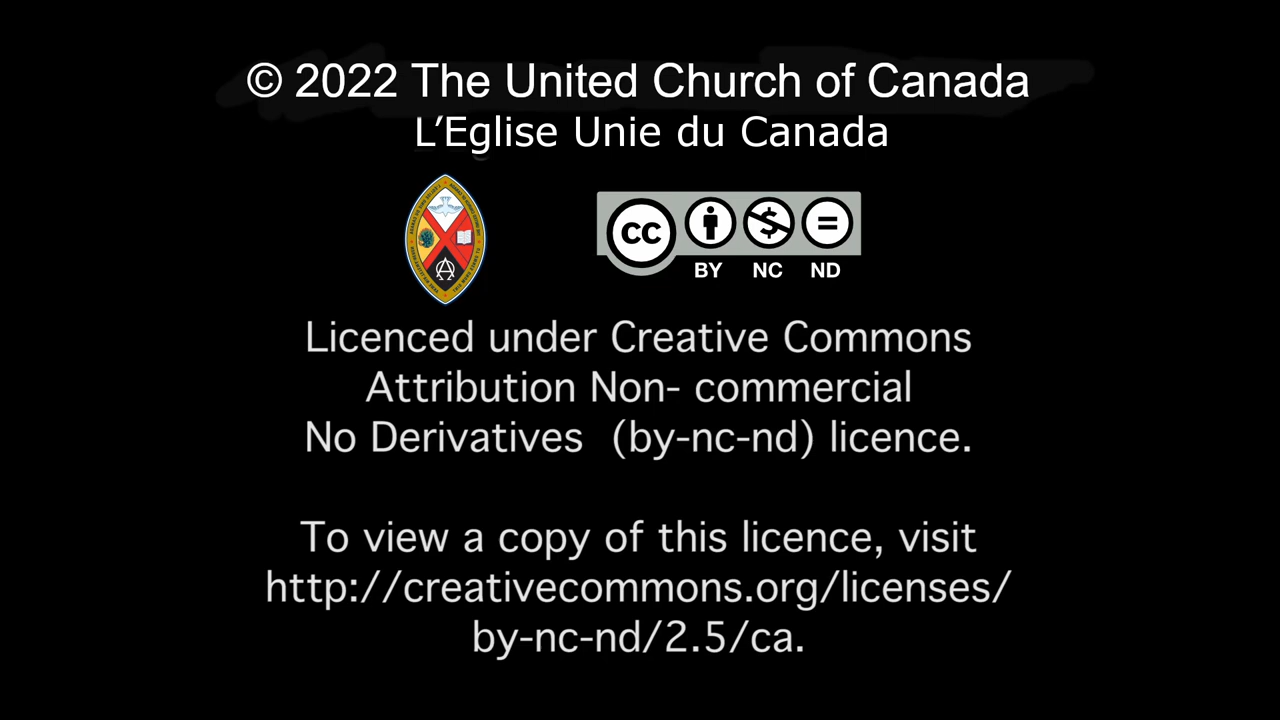 © 2022 The United Church of Canada
L’Eglise Unie du Canada
CC
BY NC ND
Licenced under Creative Commons
Attribution Non- commercial
No Derivatives (by-nc-nd) licence.
To view a copy of this licence, visit
http://creativecommons.org/licenses/
by-nc-nd/2.5/ca.